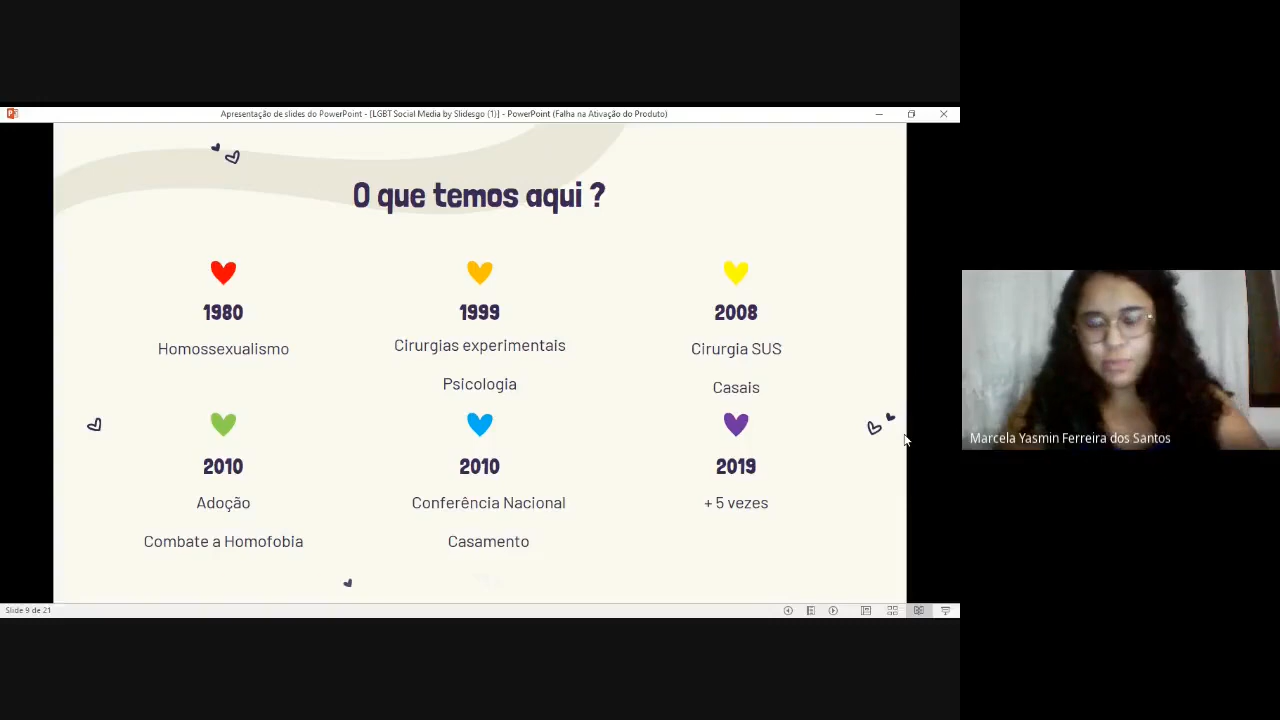 Apresentação de slides do PowerPoint - [LGBT Social Media by Slidesgo (1)] - PowerPoint (Falha na Ativação do Produto)
O que temos aqui ?
1980
Homossexualismo
1999
Cirurgias experimentais
Psicologia
2008
Cirurgia SUS
Casais
2010
Adoção
Combate a Homofobia
2010
Conferência Nacional
Casamento
2019
+ 5 vezes
Marcela Yasmin Ferreira dos Santos
Slide 9 de 21